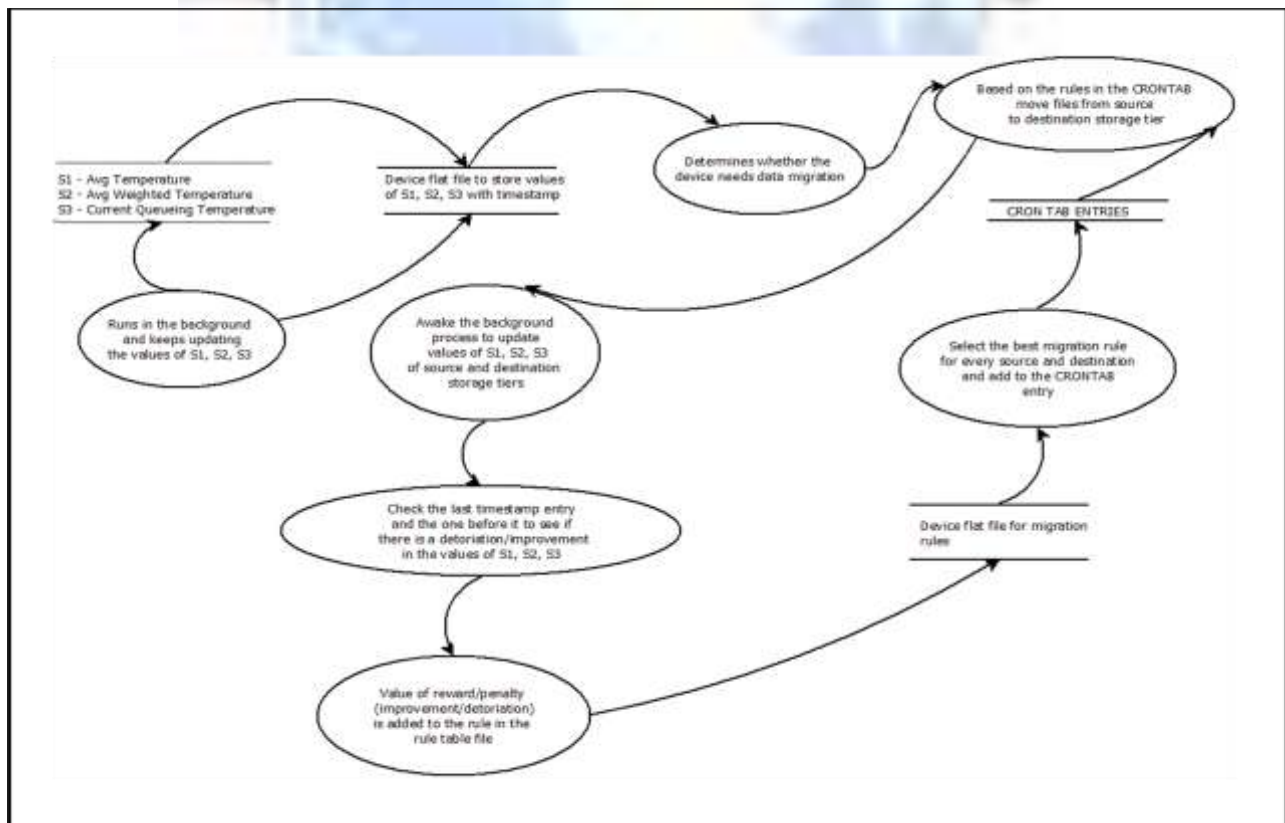 Based on the rules in the CRONTAB
move files from source
to destination storage tier
S1 - Avg Temperature
S2 - Avg Weighted Temperature
S3 - Current Queueing Temperature
Device flat file to store values
of S1, S2, S3 with timestamp
Determines whether the
device needs data migration
CRON TAB ENTRIES
Runs in the background
and keeps updating
the values of S1, S2, S3
Awake the background
process to update
values of S1, S2, S3
of source and destination
storage tiers
Select the best migration rule
for every source and destination
and add to the CRONTAB
entry
Check the last timestamp entry
and the one before it to see if
there is a detoriation/improvement
in the values of S1, S2, S3
Device flat file for migration
rules
Value of reward/penalty
(improvement/detoriation)
is added to the rule in the
rule table file